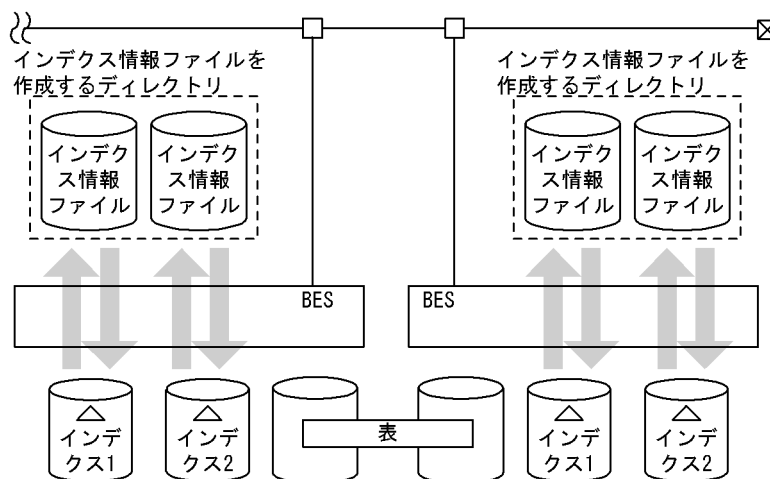 インデクス情報ファイルを
作成するディレクトリ
インデク
ス情報
ファイル
インデク
ス情報
ファイル
インデクス情報ファイルを
作成するディレクトリ
インデク
ス情報
ファイル
インデク
ス情報
ファイル
BES
BES
インデ
クス1
インデ
クス2
表
インデ
クス1
インデ
クス2